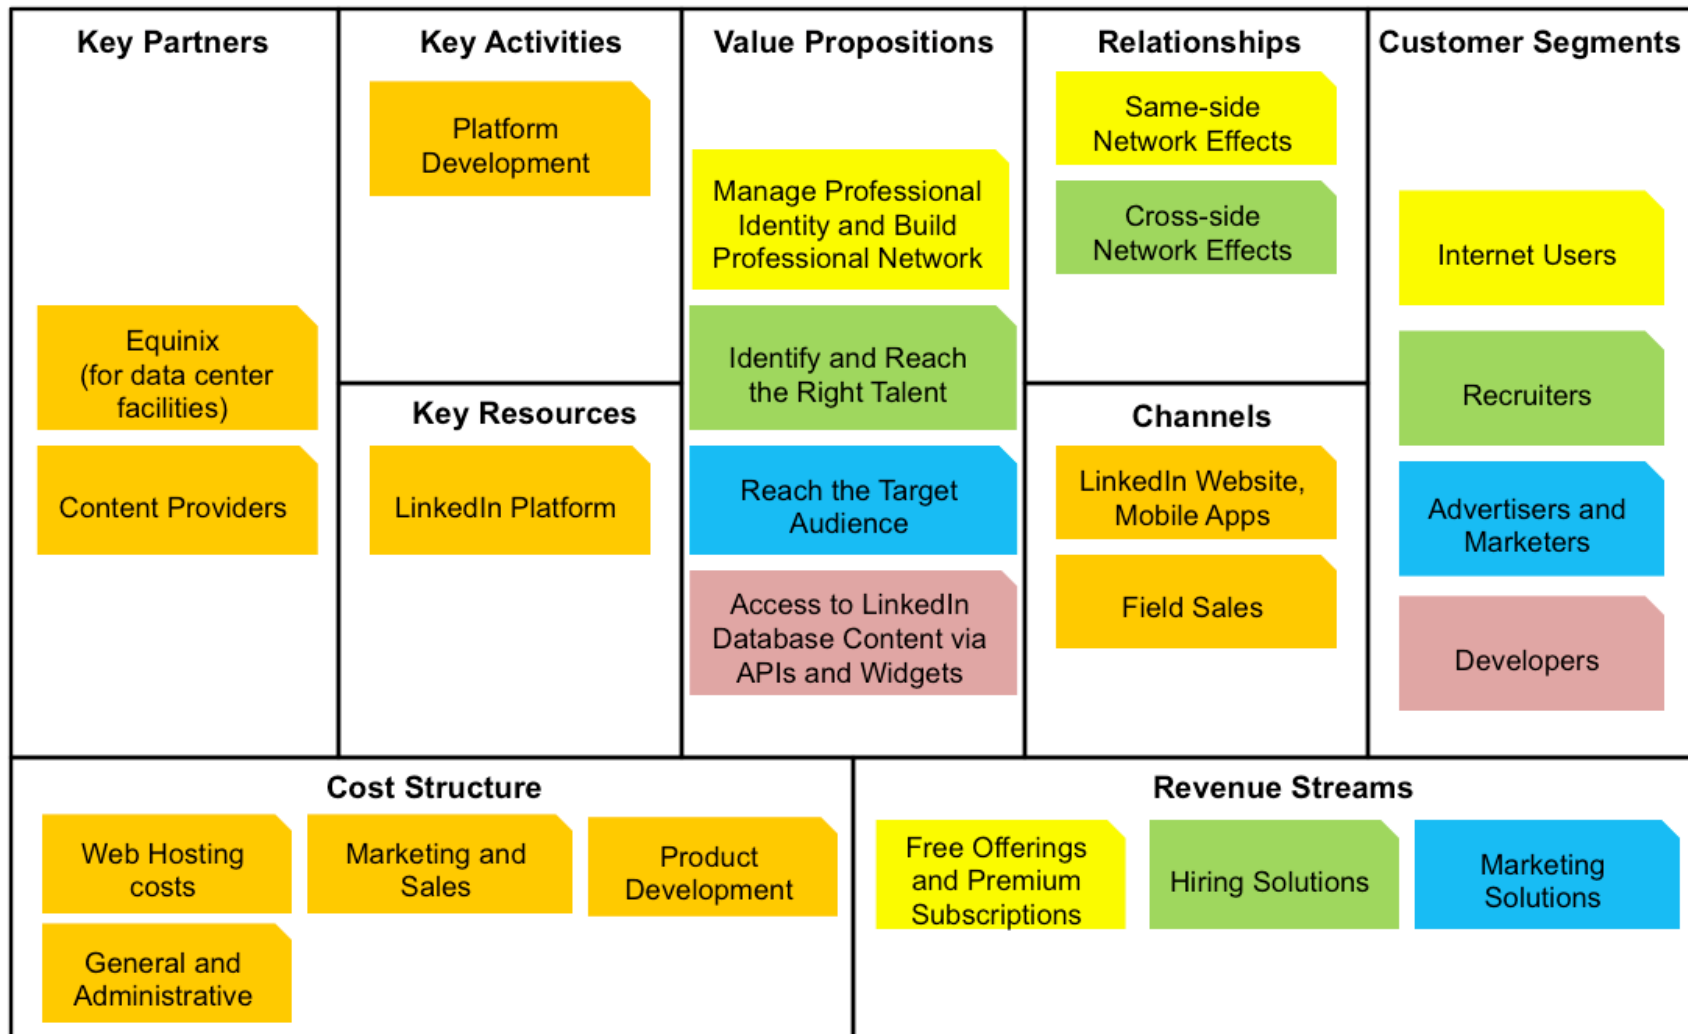 Key Partners
Equinix
(for data center
facilities)
Content Providers
Key Activities
Platform
Development
Key Resources
LinkedIn Platform
Value Propositions
Manage Professional
Identity and Build
Professional Network
Identify and Reach
the Right Talent
Reach the Target
Audience
Access to LinkedIn
Database Content via
APIs and Widgets
Relationships
Same-side
Network Effects
Cross-side
Network Effects
Channels
LinkedIn Website,
Mobile Apps
Field Sales
Customer Segments
Internet Users
Recruiters
Advertisers and
Marketers
Developers
Cost Structure
Web Hosting
costs
Marketing and
Sales
Product
Development
General and
Administrative
Revenue Streams
Free Offerings
and Premium
Subscriptions
Hiring Solutions
Marketing
Solutions